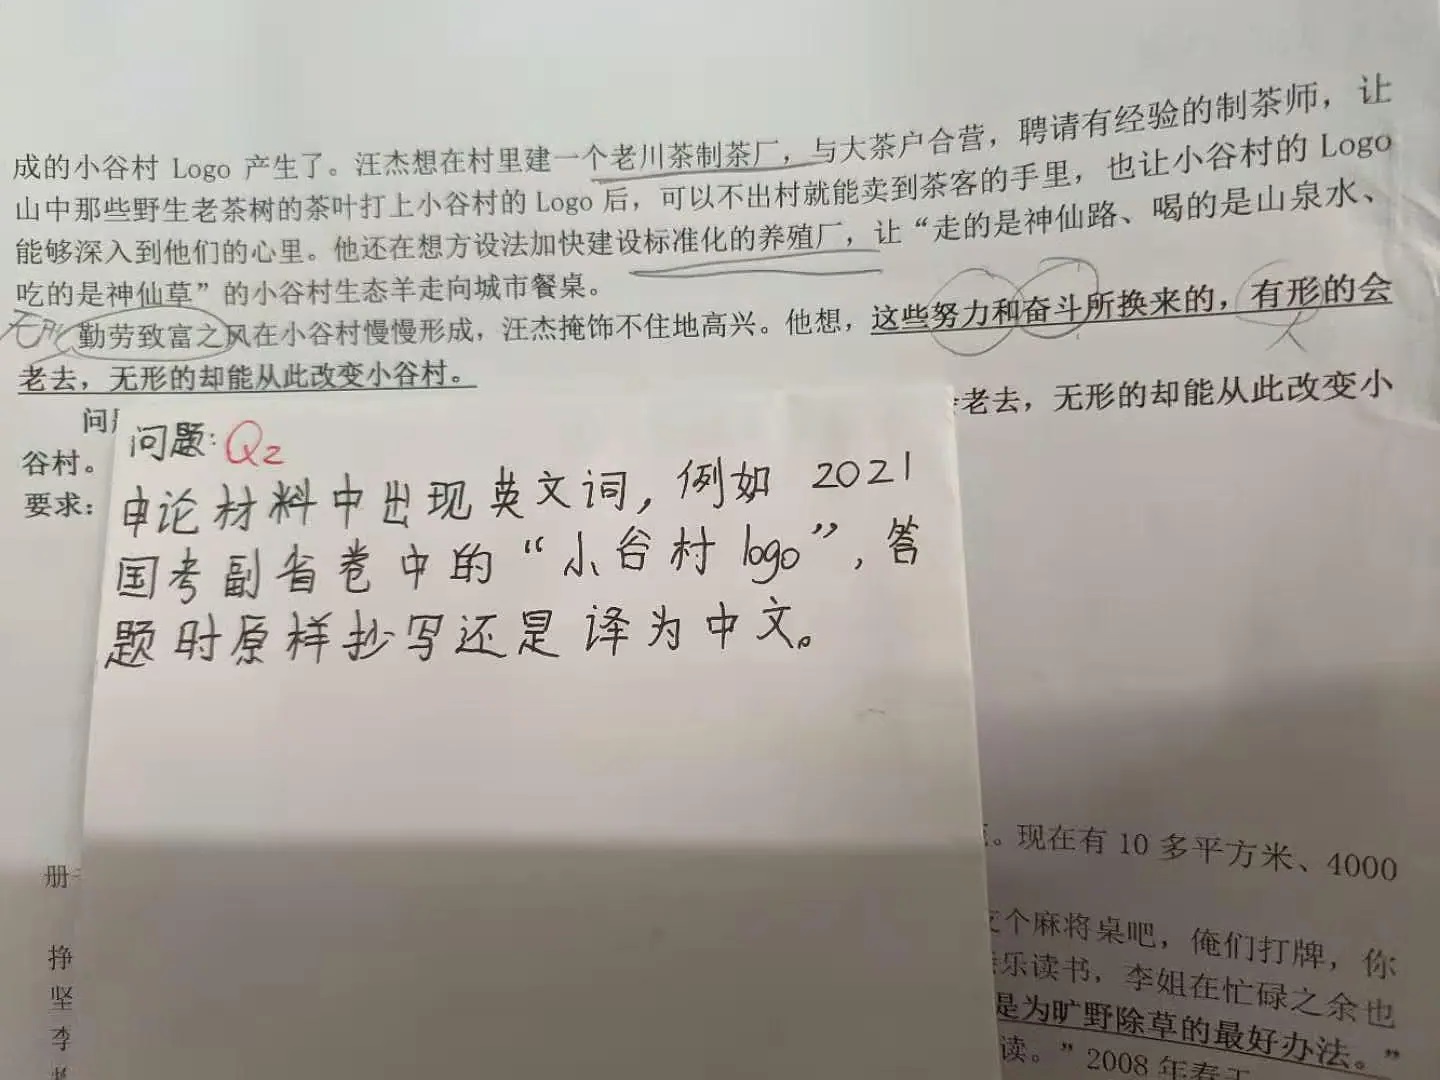 成的小谷村 Logo 产生了。汪杰想在村里建一个老川茶制茶厂，与大茶户合营，聘请有经验的制茶师，让
山中那些野生老茶树的茶叶打上小谷村的 Logo 后，可以不出村就能卖到茶客的手里，也让小谷村的 Logo
能够深入到他们的心里。他还在想方设法加快建设标准化的养殖厂，让“走的是神仙路、喝的是山泉水、
吃的是神仙草”的小谷村生态羊走向城市餐桌。
无形
勤劳致富之风在小谷村慢慢形成，汪杰掩饰不住地高兴。他想，这些努力和奋斗所换来的，有形的会
人
老去，无形的却能从此改变小谷村。
问
老去，无形的却能从此改变小
谷村。
要求：
问题：Q2
申论材料中出现英文词，例如 2021
国考副省卷中的“小谷村 logo”，答
题时原样抄写还是译为中文。
册
。现在有 10 多平方米、4000
挣
个麻将桌吧，俺们打牌，你
坚
乐读书，李姐在忙碌之余也
李
是为旷野除草的最好办法。”
读。”2008 年春